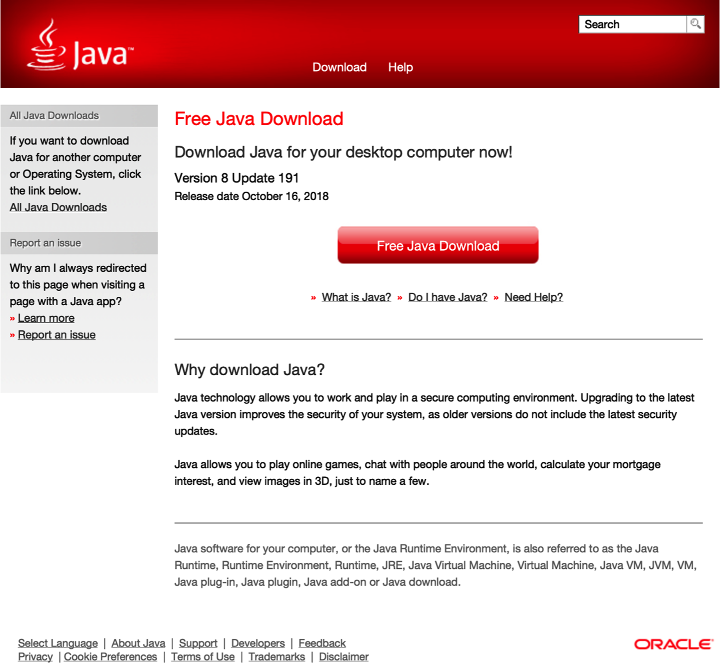 Java™
Search
Download Help
All Java Downloads
If you want to download
Java for another computer
or Operating System, click
the link below.
All Java Downloads
Report an issue
Why am I always redirected
to this page when visiting a
page with a Java app?
» Learn more
» Report an issue
Free Java Download
Download Java for your desktop computer now!
Version 8 Update 191
Release date October 16, 2018
Free Java Download
» What is Java? » Do I have Java? » Need Help?
Why download Java?
Java technology allows you to work and play in a secure computing environment. Upgrading to the latest
Java version improves the security of your system, as older versions do not include the latest security
updates.
Java allows you to play online games, chat with people around the world, calculate your mortgage
interest, and view images in 3D, just to name a few.
Java software for your computer, or the Java Runtime Environment, is also referred to as the Java
Runtime, Runtime Environment, Runtime, JRE, Java Virtual Machine, Virtual Machine, Java VM, JVM, VM,
Java plug-in, Java plugin, Java add-on or Java download.
Select Language | About Java | Support | Developers | Feedback
Privacy | Cookie Preferences | Terms of Use | Trademarks | Disclaimer
ORACLE